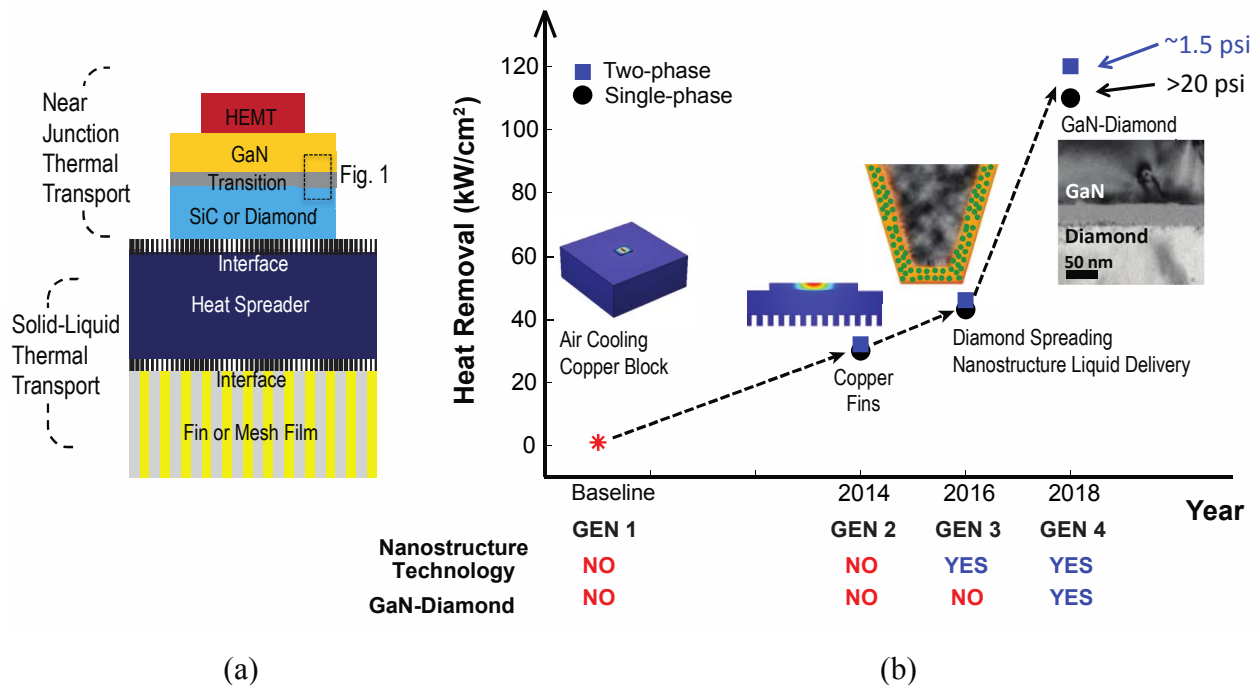 Near
Junction
Thermal
Transport
HEMT
GaN
Transition
Fig. 1
SiC or Diamond
Interface
Heat Spreader
Solid-Liquid
Thermal
Transport
Interface
Fin or Mesh Film
(a)
Heat Removal (kW/cm²)
120
100
80
60
40
20
0
Two-phase
Single-phase
~1.5 psi
>20 psi
GaN-Diamond
GaN
Diamond
50 nm
Air Cooling
Copper Block
Copper
Fins
Diamond Spreading
Nanostructure Liquid Delivery
Baseline 2014 2016 2018
Year
GEN 1 GEN 2 GEN 3 GEN 4
Nanostructure
Technology NO NO YES YES
GaN-Diamond NO NO NO YES
(b)